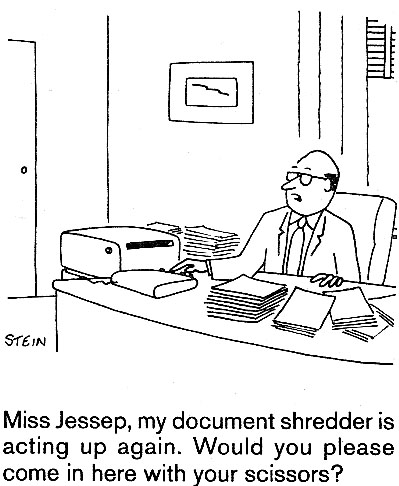 STEIN
Miss Jessep, my document shredder is
acting up again. Would you please
come in here with your scissors?